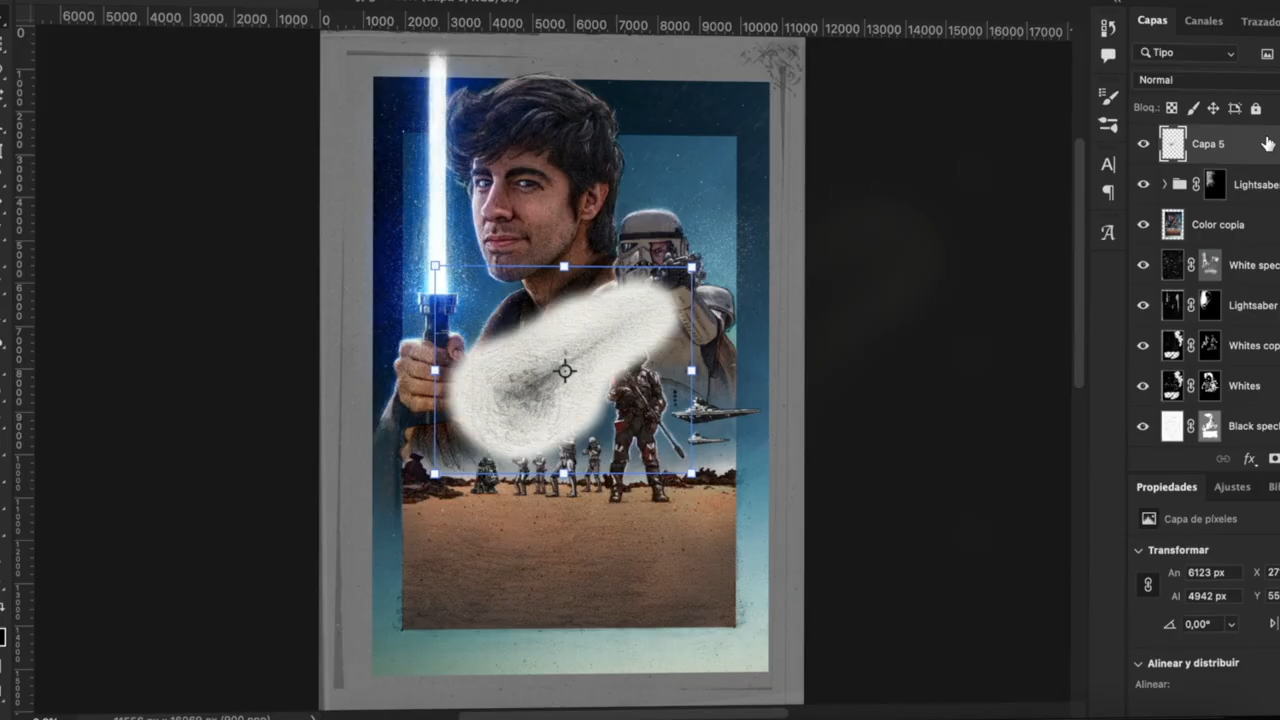 6000 5000 4000 3000 2000 1000 0 1000 2000 3000 4000 5000 6000 7000 8000 9000 10000 11000 12000 13000 14000 15000 16000 17000
Capas Canales Trazado
Tipo
Normal
Bloq.:
Capa 5
Lightsabe
Color copia
White spec
Lightsaber
Whites cop
Whites
Black speci
fx
Propiedades Ajustes Bi
Capa de píxeles
Transformar
An 6123 px X 27
Al 4942 px Y 55
0,00°
Alinear y distribuir
Alinear: